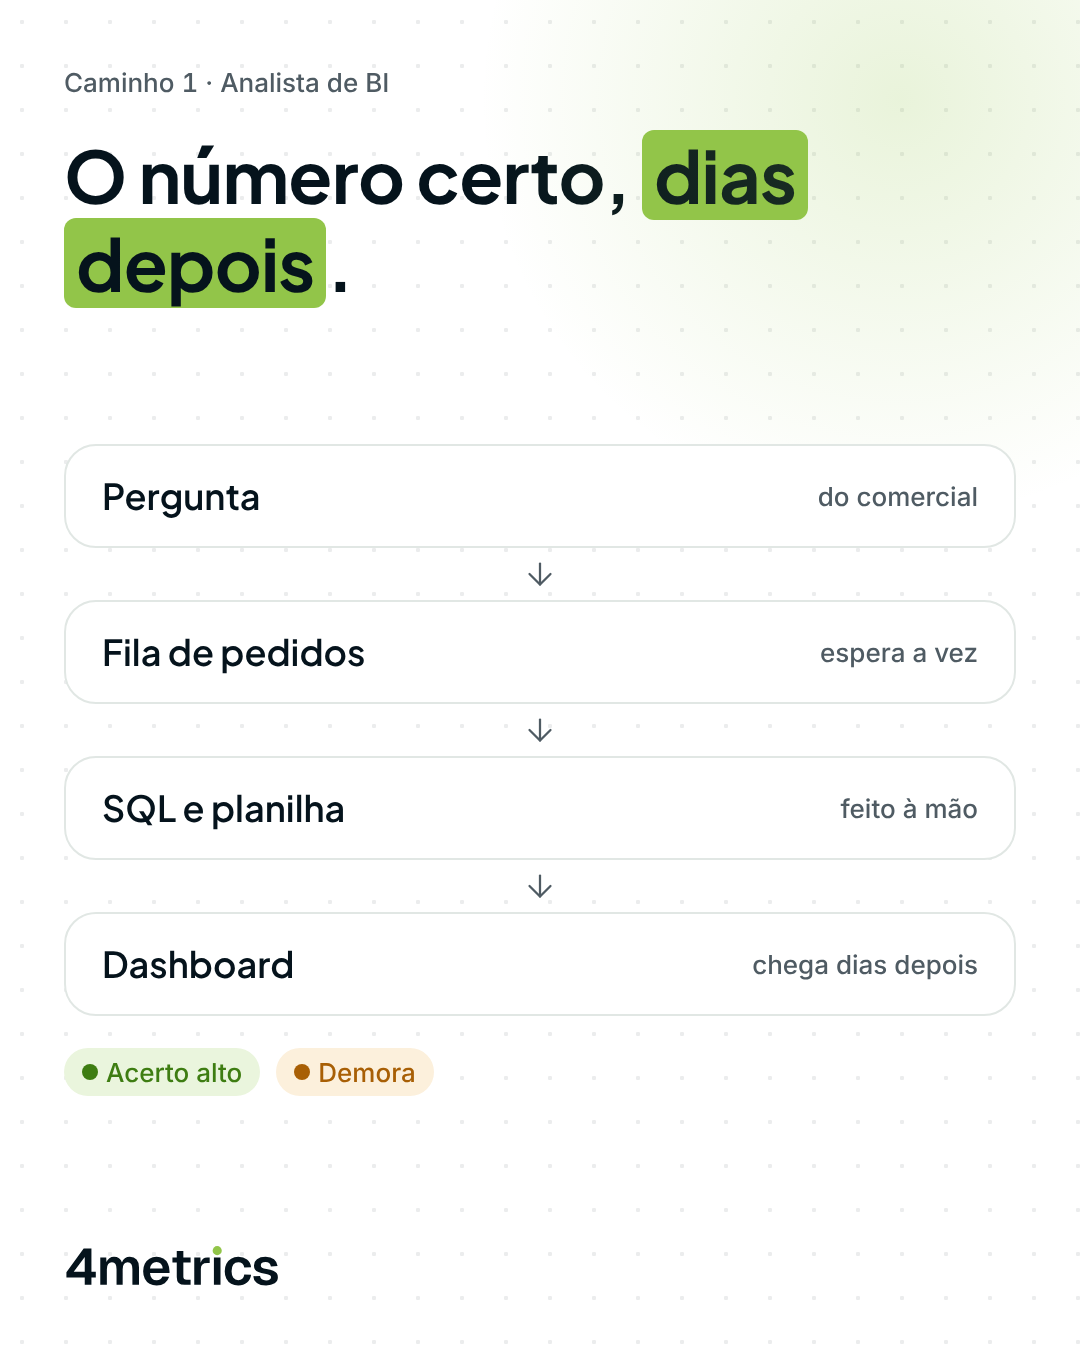 Caminho 1 · Analista de BI
O número certo, dias
depois.
Pergunta do comercial
Fila de pedidos espera a vez
SQL e planilha feito à mão
Dashboard chega dias depois
Acerto alto Demora
4metrics